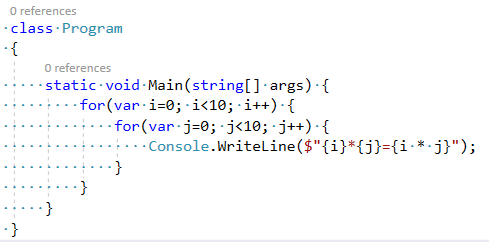 0 references
class Program
{
0 references
static void Main(string[] args) {
for(var i=0; i<10; i++) {
for(var j=0; j<10; j++) {
Console.WriteLine($"{i}*{j}={i * j}");
}
}
}
}